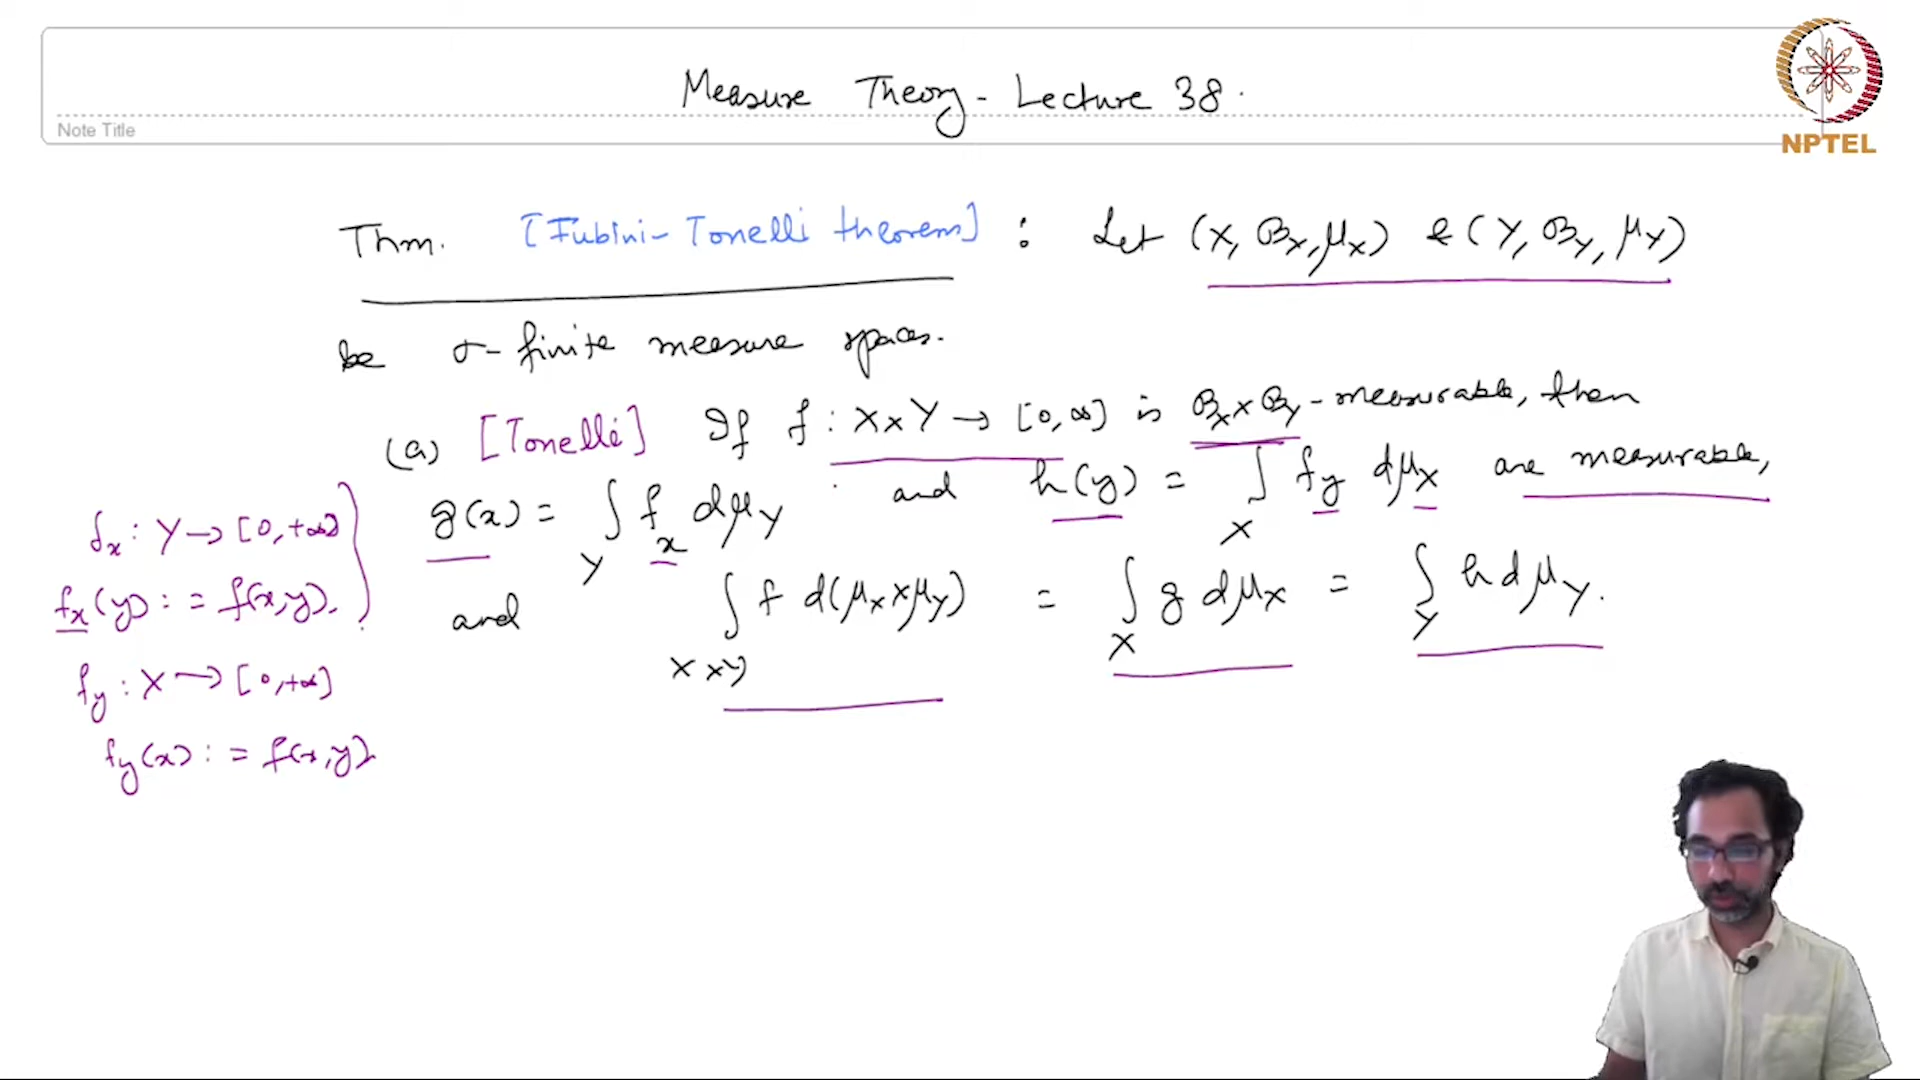 Measure Theory - Lecture 38.
Note Title
NPTEL
Thm. [Fubini-Tonelli theorem] : Let (X, ℬ_X, μ_X) & (Y, ℬ_Y, μ_Y)
be σ-finite measure spaces.
(a) [Tonelli] If f : X×Y → [0,∞] is ℬ_X×ℬ_Y-measurable, then
g(x) = ∫_Y f_x dμ_Y and h(y) = ∫_X f_y dμ_X are measurable,
and ∫_{X×Y} f d(μ_X×μ_Y) = ∫_X g dμ_X = ∫_Y h dμ_Y.
f_x : Y → [0,+∞]
f_x(y) := f(x,y).
f_y : X → [0,+∞]
f_y(x) := f(x,y)